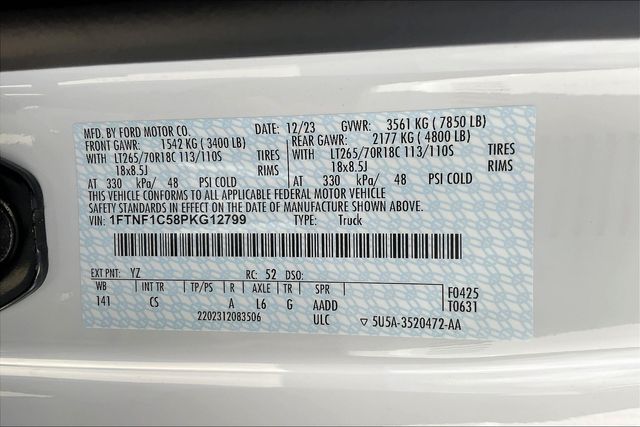 MFD. BY FORD MOTOR CO. DATE: 12/23 GVWR: 3561 KG ( 7850 LB)
FRONT GAWR: 1542 KG ( 3400 LB) REAR GAWR: 2177 KG ( 4800 LB)
WITH LT265/70R18C 113/110S TIRES WITH LT265/70R18C 113/110S TIRES
18x8.5J RIMS 18x8.5J RIMS
AT 330 kPa/ 48 PSI COLD AT 330 kPa/ 48 PSI COLD
THIS VEHICLE CONFORMS TO ALL APPLICABLE FEDERAL MOTOR VEHICLE
SAFETY STANDARDS IN EFFECT ON THE DATE OF MANUFACTURE SHOWN ABOVE.
VIN: 1FTNF1C58PKG12799 TYPE: Truck
EXT PNT: YZ RC: 52 DSO:
WB INT TR TP/PS R AXLE TR SPR F0425
141 CS A L6 G AADD T0631
2202312083506 ULC ▽ 5U5A-3520472-AA